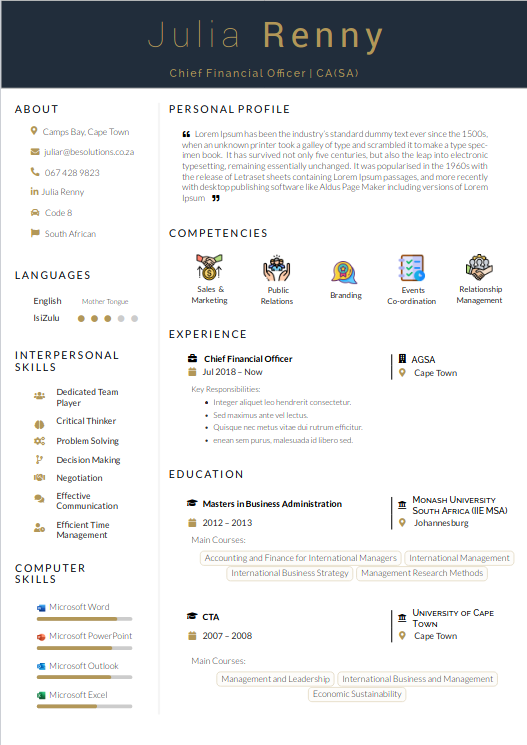 Julia Renny
Chief Financial Officer | CA(SA)
ABOUT
Camps Bay, Cape Town
juliar@besolutions.co.za
067 428 9823
in Julia Renny
Code 8
South African
LANGUAGES
English Mother Tongue
IsiZulu
INTERPERSONAL
SKILLS
Dedicated Team
Player
Critical Thinker
Problem Solving
Decision Making
Negotiation
Effective
Communication
Efficient Time
Management
COMPUTER
SKILLS
Microsoft Word
Microsoft PowerPoint
Microsoft Outlook
Microsoft Excel
PERSONAL PROFILE
❝ Lorem Ipsum has been the industry's standard dummy text ever since the 1500s,
when an unknown printer took a galley of type and scrambled it to make a type spec-
imen book. It has survived not only five centuries, but also the leap into electronic
typesetting, remaining essentially unchanged. It was popularised in the 1960s with
the release of Letraset sheets containing Lorem Ipsum passages, and more recently
with desktop publishing software like Aldus Page Maker including versions of Lorem
Ipsum ❞
COMPETENCIES
Sales &
Marketing
Public
Relations
Branding
Events
Co-ordination
Relationship
Management
EXPERIENCE
Chief Financial Officer
Jul 2018 – Now
AGSA
Cape Town
Key Responsibilities:
• Integer aliquet leo hendrerit consectetur.
• Sed maximus ante vel lectus.
• Quisque nec metus vitae dui rutrum efficitur.
• enean sem purus, malesuada id libero sed.
EDUCATION
Masters in Business Administration
2012 – 2013
Monash University
South Africa (IIE MSA)
Johannesburg
Main Courses:
Accounting and Finance for International Managers International Management
International Business Strategy Management Research Methods
CTA
2007 – 2008
University of Cape
Town
Cape Town
Main Courses:
Management and Leadership International Business and Management
Economic Sustainability